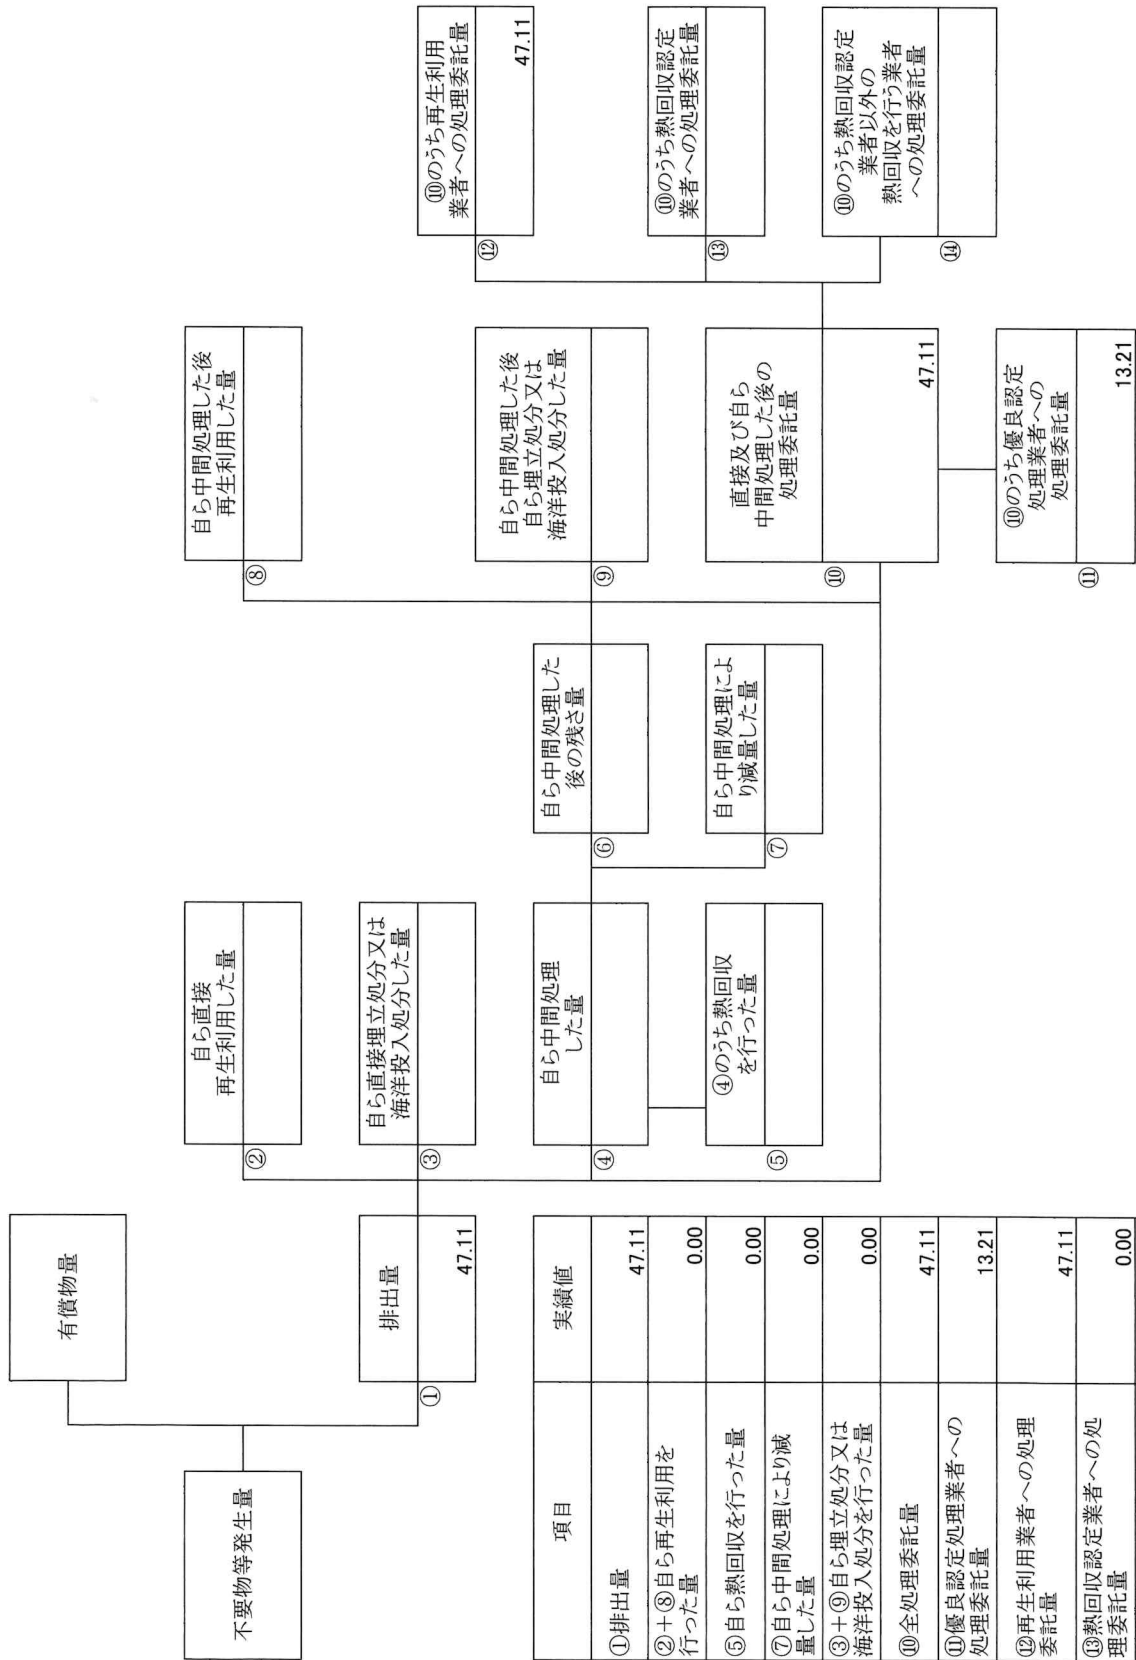 不要物等発生量
有償物量
①
排出量
47.11
②
自ら直接
再生利用した量
③
自ら直接埋立処分又は
海洋投入処分した量
④
自ら中間処理
した量
⑤
④のうち熱回収
を行った量
⑥
自ら中間処理した
後の残さ量
⑦
自ら中間処理によ
り減量した量
⑧
自ら中間処理した後
再生利用した量
⑨
自ら中間処理した後
自ら埋立処分又は
海洋投入処分した量
⑩
直接及び自ら
中間処理した後の
処理委託量
47.11
⑪
⑩のうち優良認定
処理業者への
処理委託量
13.21
⑫
⑩のうち再生利用
業者への処理委託量
47.11
⑬
⑩のうち熱回収認定
業者への処理委託量
⑭
⑩のうち熱回収認定
業者以外の
熱回収を行う業者
への処理委託量
項目
実績値
①排出量
47.11
②+⑧自ら再生利用を
行った量
0.00
⑤自ら熱回収を行った量
0.00
⑦自ら中間処理により減
量した量
0.00
③+⑨自ら埋立処分又は
海洋投入処分を行った量
0.00
⑩全処理委託量
47.11
⑪優良認定処理業者への
処理委託量
13.21
⑫再生利用業者への処理
委託量
47.11
⑬熱回収認定業者への処
理委託量
0.00